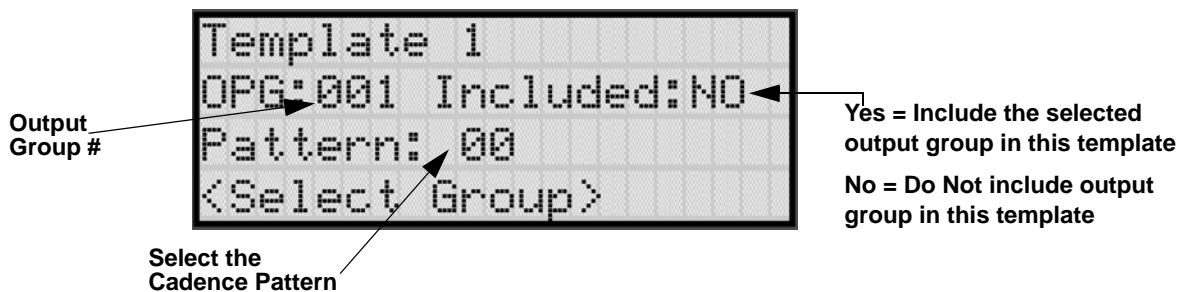 Template 1
OPG:001 Included:NO
Pattern: 00
<Select Group>
Output
Group #
Select the
Cadence Pattern
Yes = Include the selected
output group in this template
No = Do Not include output
group in this template